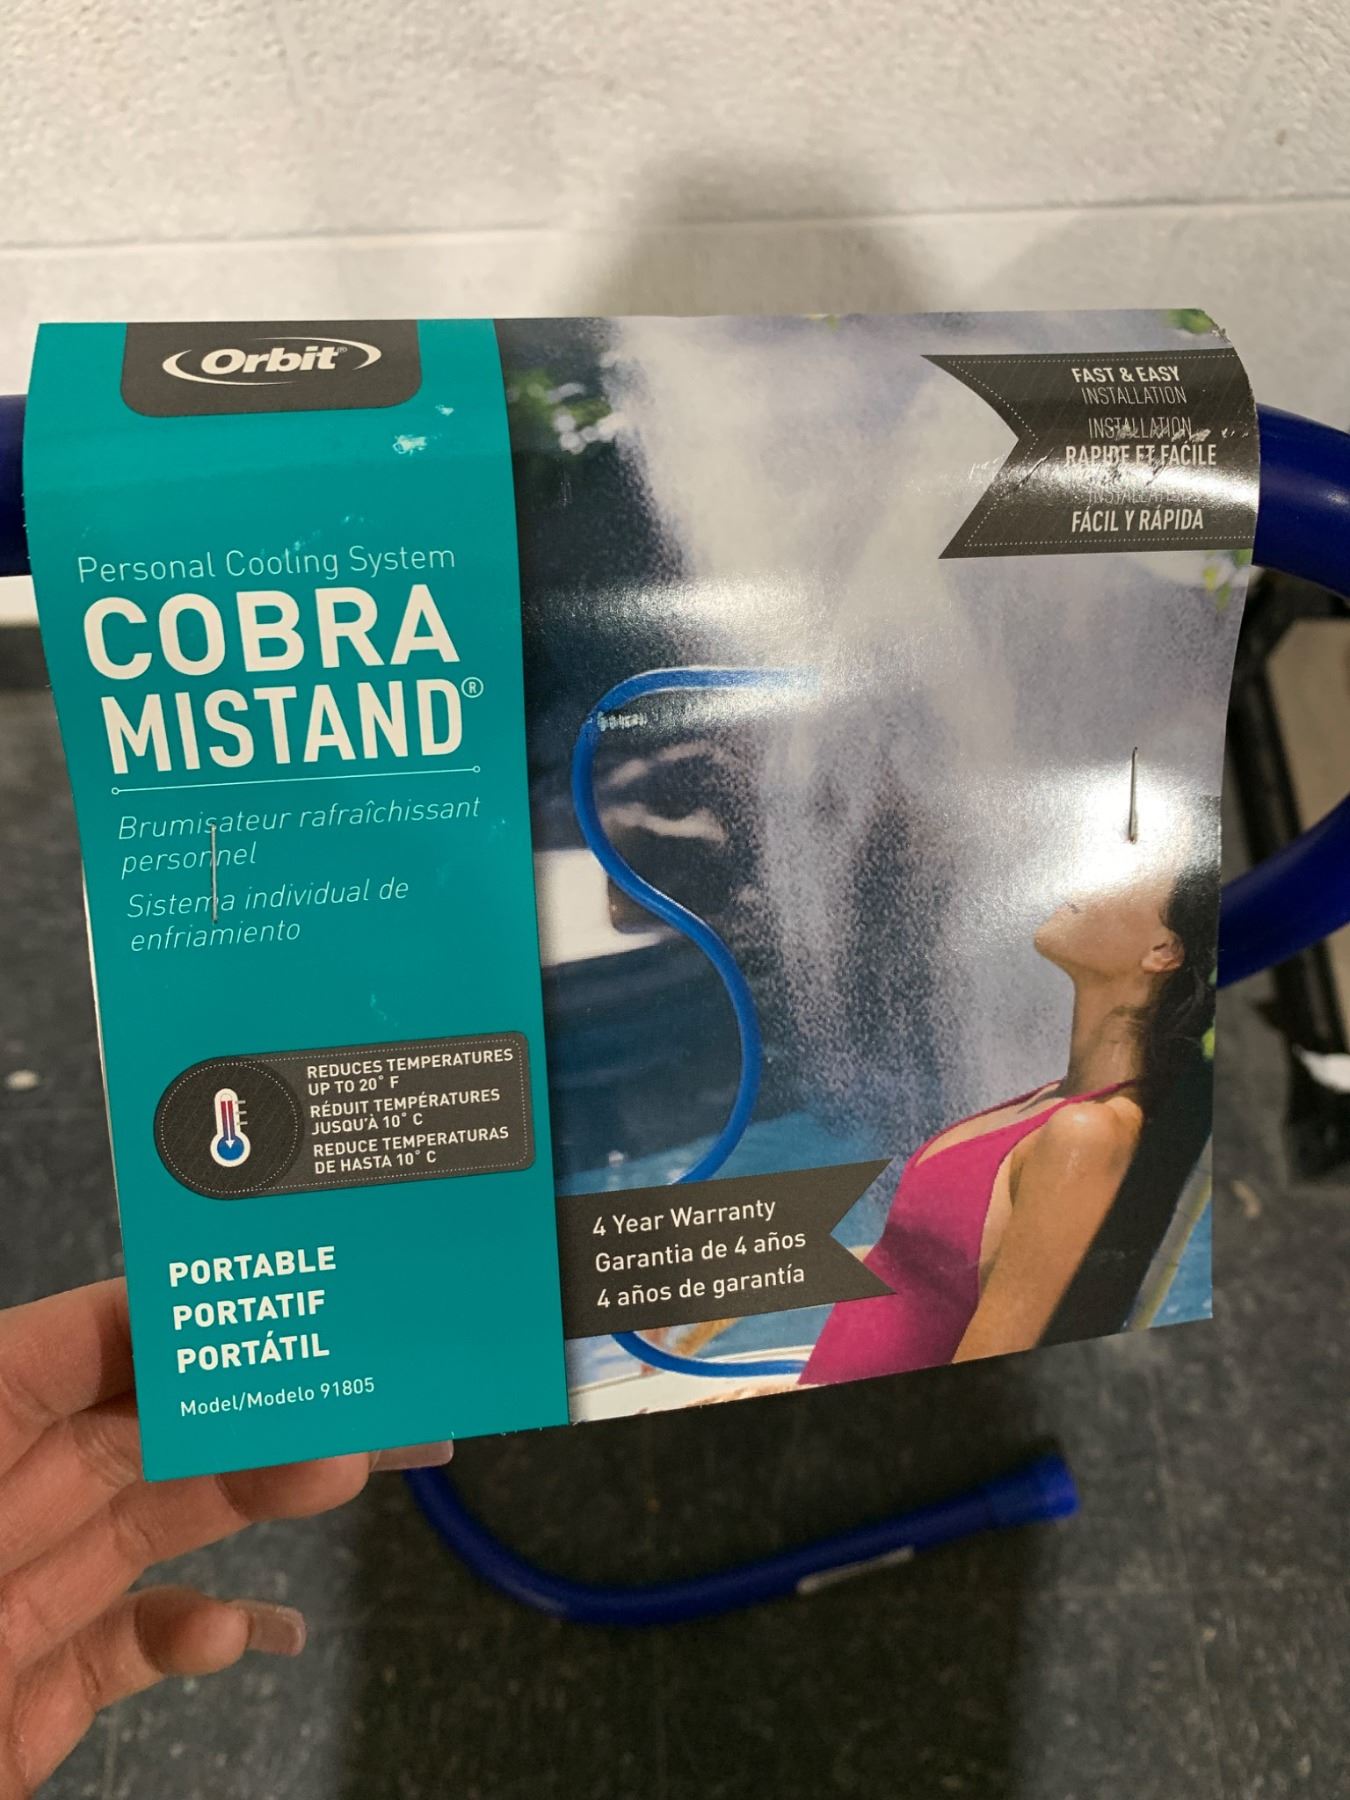 Orbit®
Personal Cooling System
COBRA
MISTAND®
Brumisateur rafraîchissant
personnel
Sistema individual de
enfriamiento
REDUCES TEMPERATURES
UP TO 20° F
RÉDUIT TEMPÉRATURES
JUSQU'À 10° C
REDUCE TEMPERATURAS
DE HASTA 10° C
PORTABLE
PORTATIF
PORTÁTIL
Model/Modelo 91805
FAST & EASY
INSTALLATION
INSTALLATION
RAPIDE ET FACILE
FÁCIL Y RÁPIDA
4 Year Warranty
Garantia de 4 años
4 años de garantía